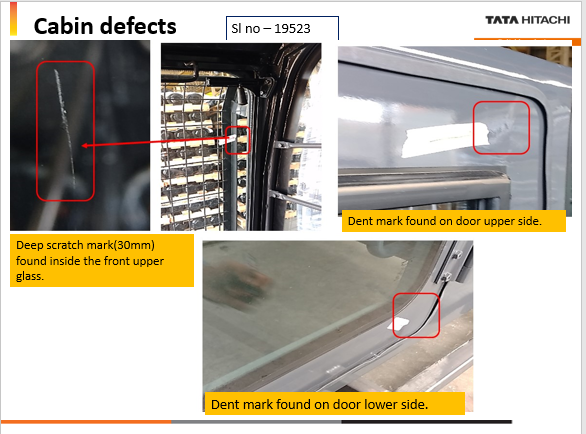 Cabin defects
Sl no – 19523
TATA HITACHI
Deep scratch mark(30mm)
found inside the front upper
glass.
Dent mark found on door upper side.
Dent mark found on door lower side.